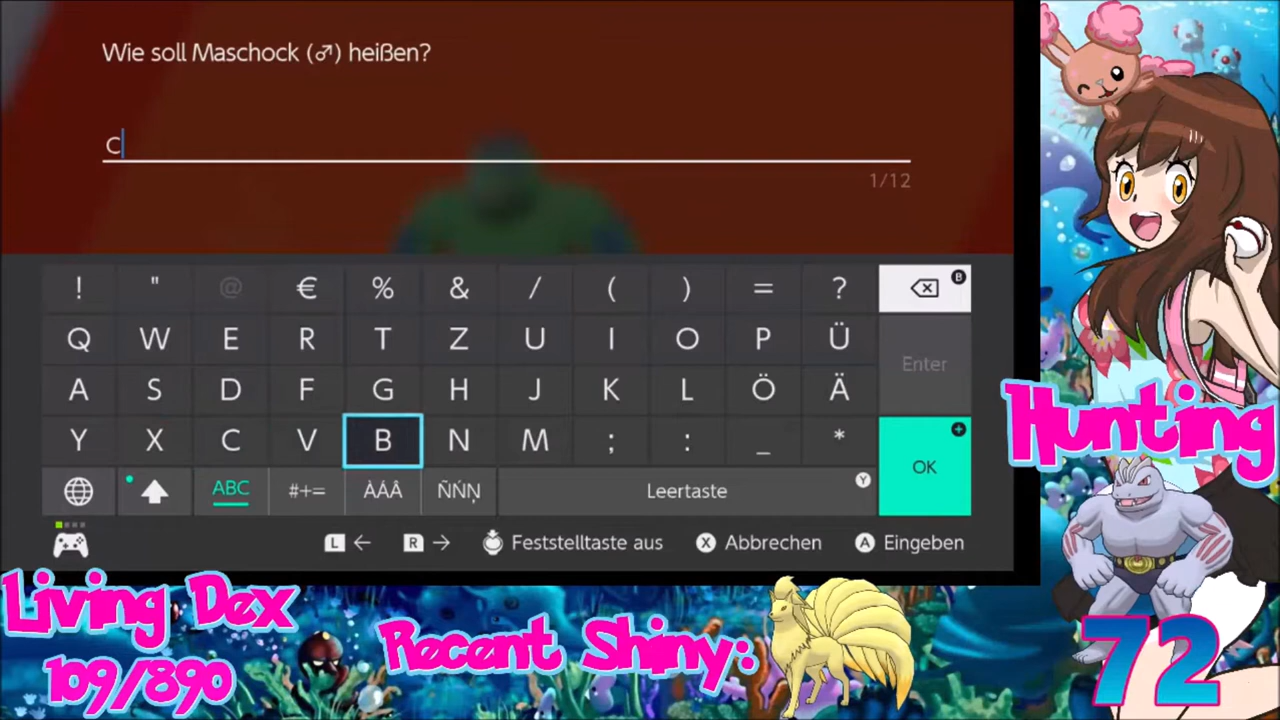 Wie soll Maschock (♂) heißen?
C
1/12
! " @ € % & / ( ) = ?
B
Q W E R T Z U I O P Ü
Enter
A S D F G H J K L Ö Ä
Y X C V B N M ; : _ *
+
OK
ABC #+= ÀÁÂ ÑŃŅ Leertaste Y
L ← R → Feststelltaste aus X Abbrechen A Eingeben
Hunting
72
Living Dex
109/890
Recent Shiny: